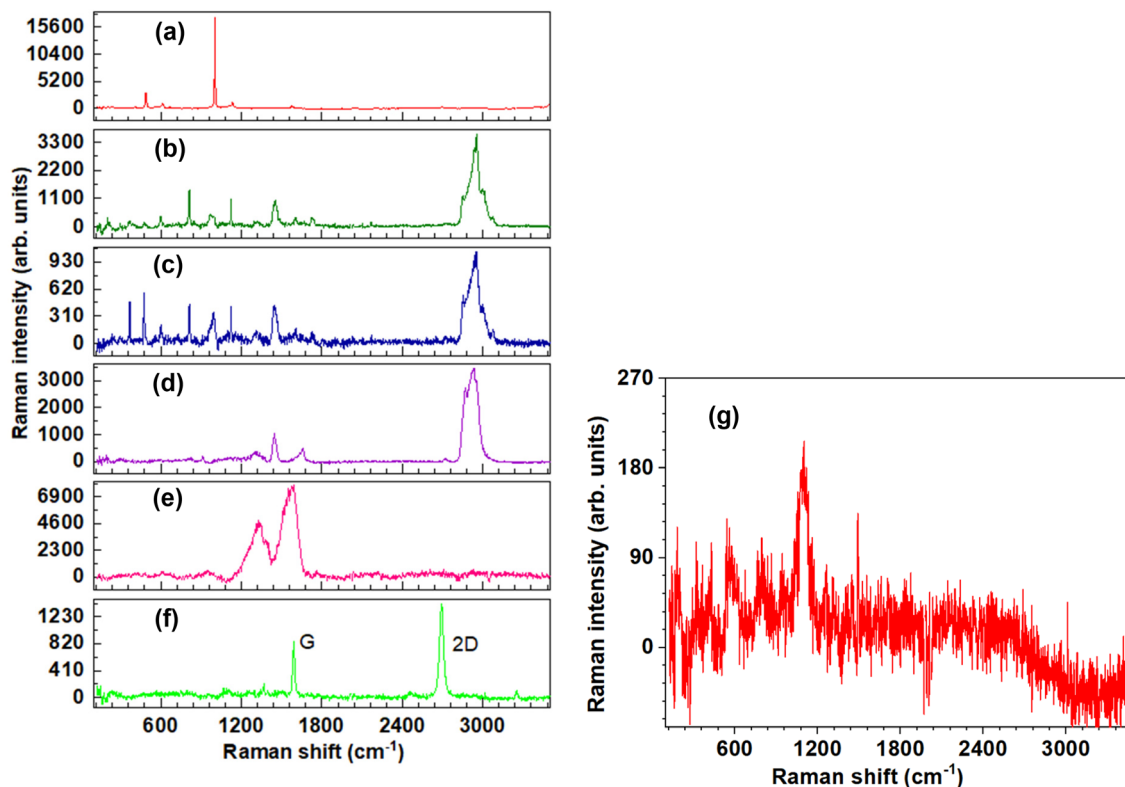 (a)
15600
10400
5200
0
(b)
3300
2200
1100
0
(c)
930
620
310
0
(d)
3000
2000
1000
0
(e)
6900
4600
2300
0
(f)
1230
820
410
0
G
2D
600 1200 1800 2400 3000
Raman shift (cm⁻¹)
Raman intensity (arb. units)
(g)
270
180
90
0
600 1200 1800 2400 3000
Raman shift (cm⁻¹)
Raman intensity (arb. units)